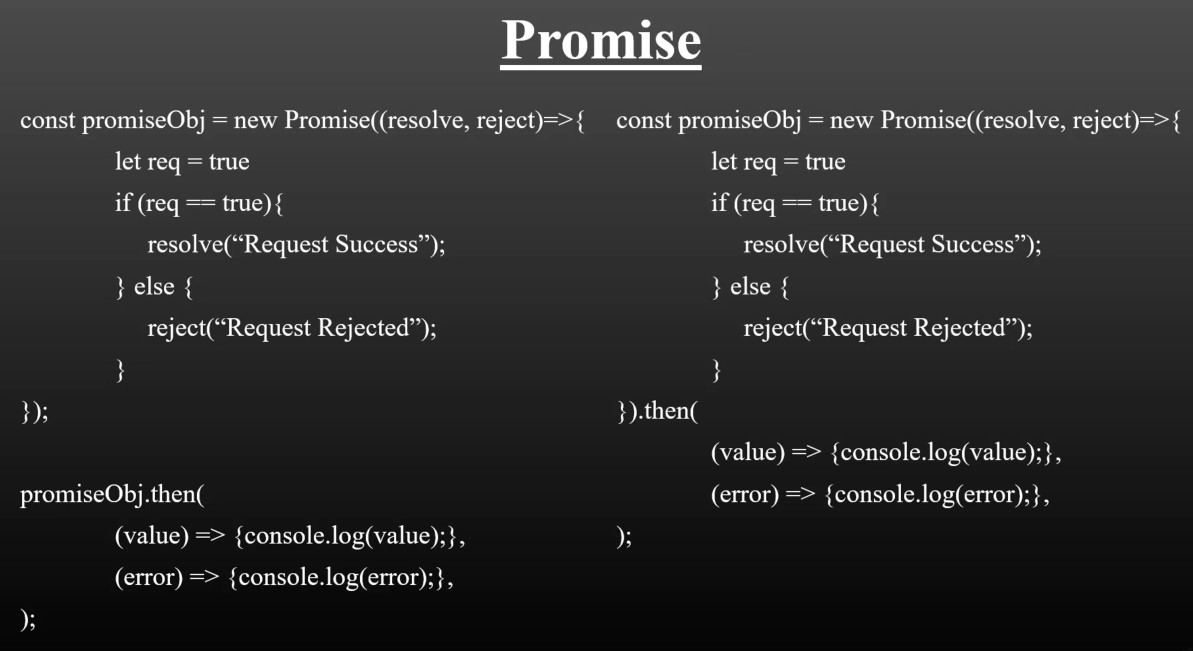 Promise
const promiseObj = new Promise((resolve, reject)=>{
let req = true
if (req == true){
resolve(“Request Success”);
} else {
reject(“Request Rejected”);
}
});
promiseObj.then(
(value) => {console.log(value);},
(error) => {console.log(error);},
);
const promiseObj = new Promise((resolve, reject)=>{
let req = true
if (req == true){
resolve(“Request Success”);
} else {
reject(“Request Rejected”);
}
}).then(
(value) => {console.log(value);},
(error) => {console.log(error);},
);